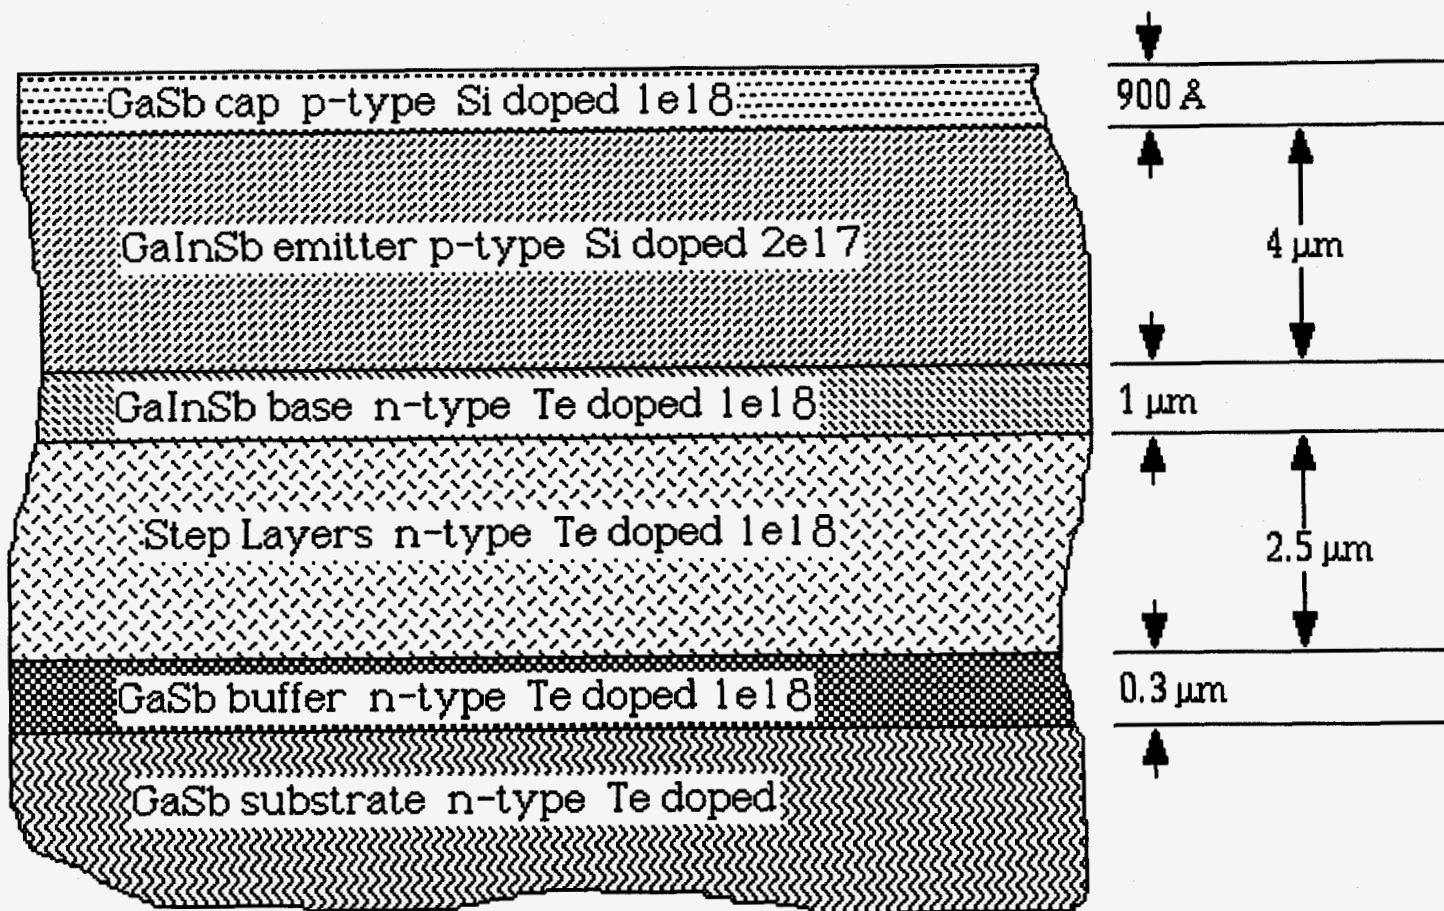 GaSb cap p-type Si doped 1e18
900 Å
GaInSb emitter p-type Si doped 2e17
4 µm
GaInSb base n-type Te doped 1e18
1 µm
Step Layers n-type Te doped 1e18
2.5 µm
GaSb buffer n-type Te doped 1e18
0.3 µm
GaSb substrate n-type Te doped